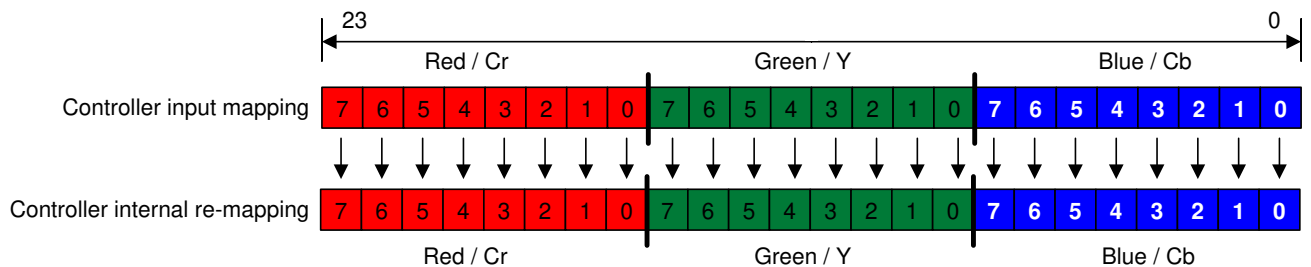 23 0
Red / Cr Green / Y Blue / Cb
Controller input mapping 7 6 5 4 3 2 1 0 7 6 5 4 3 2 1 0 7 6 5 4 3 2 1 0
Controller internal re-mapping 7 6 5 4 3 2 1 0 7 6 5 4 3 2 1 0 7 6 5 4 3 2 1 0
Red / Cr Green / Y Blue / Cb